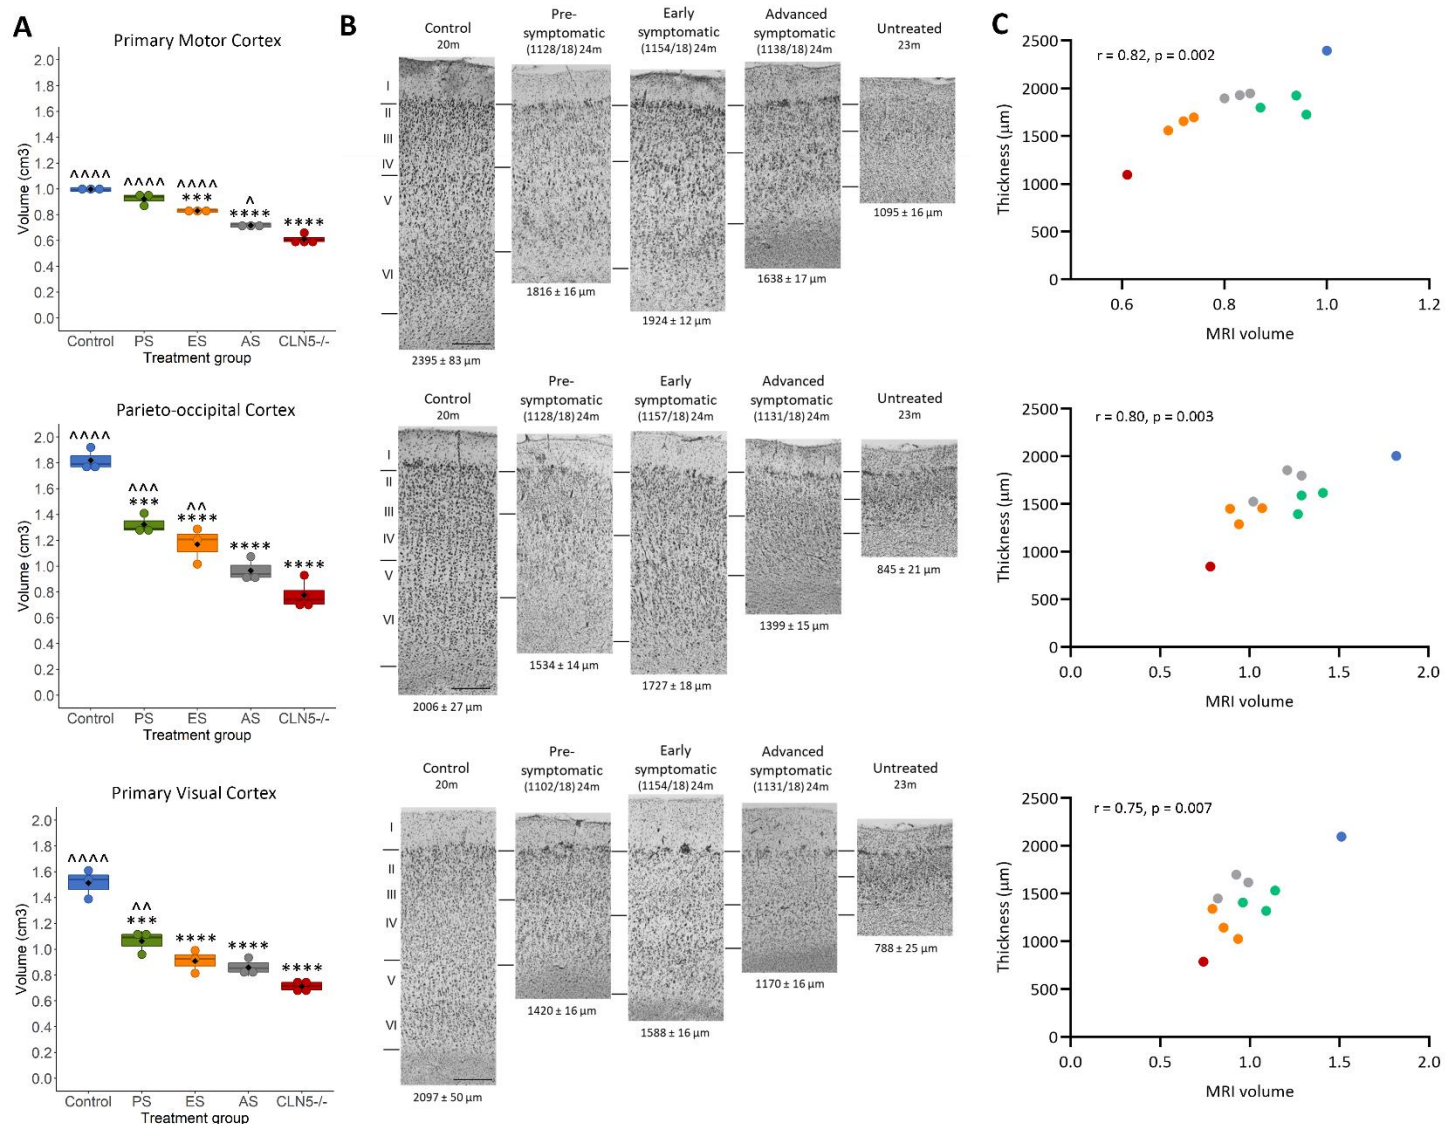 A
Primary Motor Cortex
Volume (cm3)
2.0
1.8
1.6
1.4
1.2
1.0
0.8
0.6
0.4
0.2
0.0
^^^^
^^^^
^^^^
***
^
****
****
Control PS ES AS CLN5-/-
Treatment group
Parieto-occipital Cortex
Volume (cm3)
2.0
1.8
1.6
1.4
1.2
1.0
0.8
0.6
0.4
0.2
0.0
^^^^
^^^
***
^^
****
****
****
Control PS ES AS CLN5-/-
Treatment group
Primary Visual Cortex
Volume (cm3)
2.0
1.8
1.6
1.4
1.2
1.0
0.8
0.6
0.4
0.2
0.0
^^^^
^^
***
****
****
****
Control PS ES AS CLN5-/-
Treatment group
B
Control
20m
Pre-
symptomatic
(1128/18) 24m
Early
symptomatic
(1154/18) 24m
Advanced
symptomatic
(1138/18) 24m
Untreated
23m
I
II
III
IV
V
VI
2395 ± 83 µm
1816 ± 16 µm
1924 ± 12 µm
1638 ± 17 µm
1095 ± 16 µm
Control
20m
Pre-
symptomatic
(1128/18) 24m
Early
symptomatic
(1157/18) 24m
Advanced
symptomatic
(1131/18) 24m
Untreated
23m
I
II
III
IV
V
VI
2006 ± 27 µm
1534 ± 14 µm
1727 ± 18 µm
1399 ± 15 µm
845 ± 21 µm
Control
20m
Pre-
symptomatic
(1102/18) 24m
Early
symptomatic
(1154/18) 24m
Advanced
symptomatic
(1131/18) 24m
Untreated
23m
I
II
III
IV
V
VI
2097 ± 50 µm
1420 ± 16 µm
1588 ± 16 µm
1170 ± 16 µm
788 ± 25 µm
C
r = 0.82, p = 0.002
Thickness (µm)
2500
2000
1500
1000
500
0
0.6 0.8 1.0 1.2
MRI volume
r = 0.80, p = 0.003
Thickness (µm)
2500
2000
1500
1000
500
0
0.0 0.5 1.0 1.5 2.0
MRI volume
r = 0.75, p = 0.007
Thickness (µm)
2500
2000
1500
1000
500
0
0.0 0.5 1.0 1.5 2.0
MRI volume